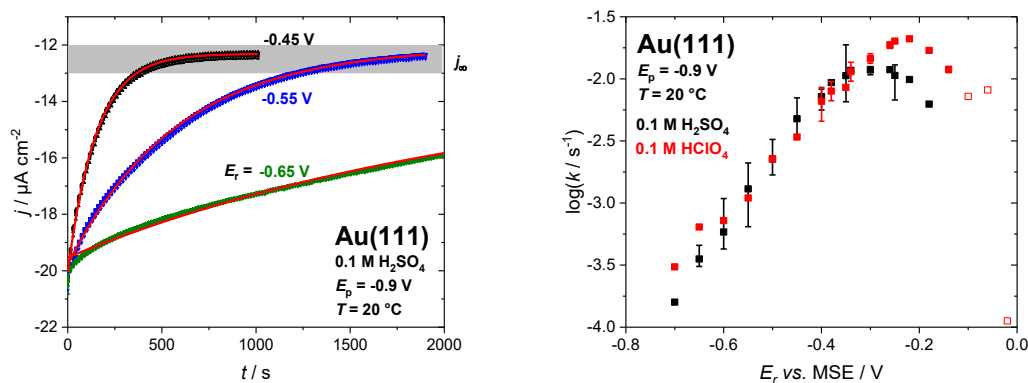 -12
-14
-16
-18
-20
-22
j / µA cm⁻²
0
500
1000
1500
2000
t / s
-0.45 V
-0.55 V
Eᵣ = -0.65 V
j∞
Au(111)
0.1 M H₂SO₄
Eₚ = -0.9 V
T = 20 °C
-1.5
-2.0
-2.5
-3.0
-3.5
-4.0
log(k / s⁻¹)
-0.8
-0.6
-0.4
-0.2
0.0
Eᵣ vs. MSE / V
Au(111)
Eₚ = -0.9 V
T = 20 °C
0.1 M H₂SO₄
0.1 M HClO₄